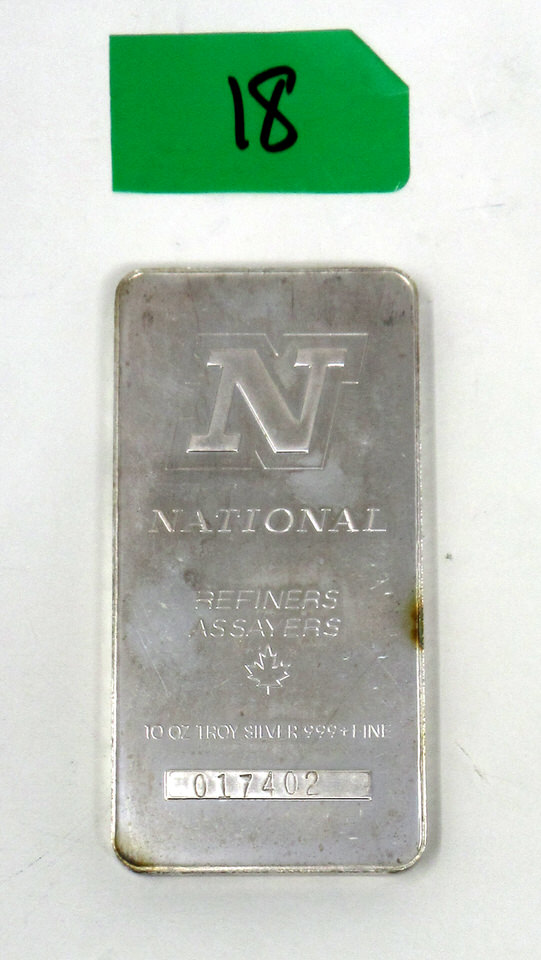 18
N
NATIONAL
REFINERS
ASSAYERS
10 OZ TROY SILVER 999+FINE
017402